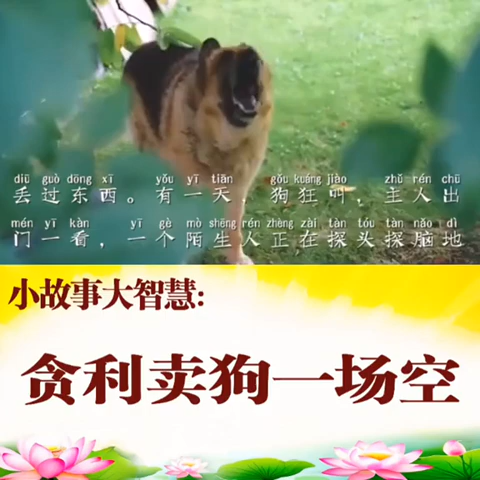 diū guò dōng xī yǒu yī tiān gǒu kuáng jiào zhǔ rén chū
丢过东西。有一天，狗狂叫，主人出
mén yī kàn yī gè mò shēng rén zhèng zài tàn tóu tàn nǎo dì
门一看，一个陌生人正在探头探脑地
小故事大智慧:
贪利卖狗一场空